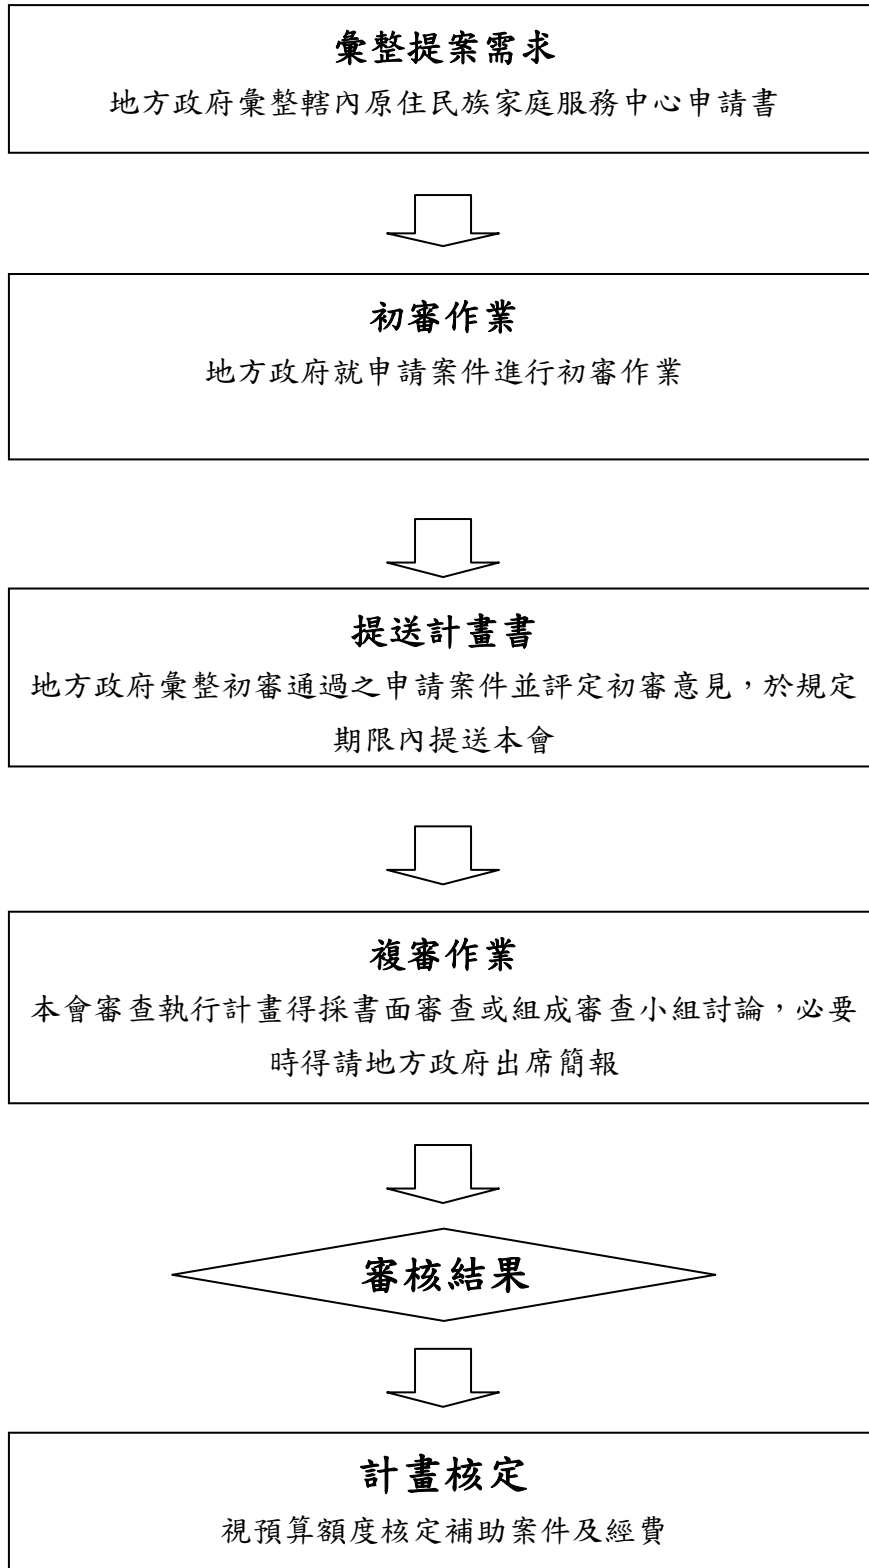 彙整提案需求
地方政府彙整轄內原住民族家庭服務中心申請書
初審作業
地方政府就申請案件進行初審作業
提送計畫書
地方政府彙整初審通過之申請案件並評定初審意見，於規定
期限內提送本會
複審作業
本會審查執行計畫得採書面審查或組成審查小組討論，必要
時得請地方政府出席簡報
審核結果
計畫核定
視預算額度核定補助案件及經費